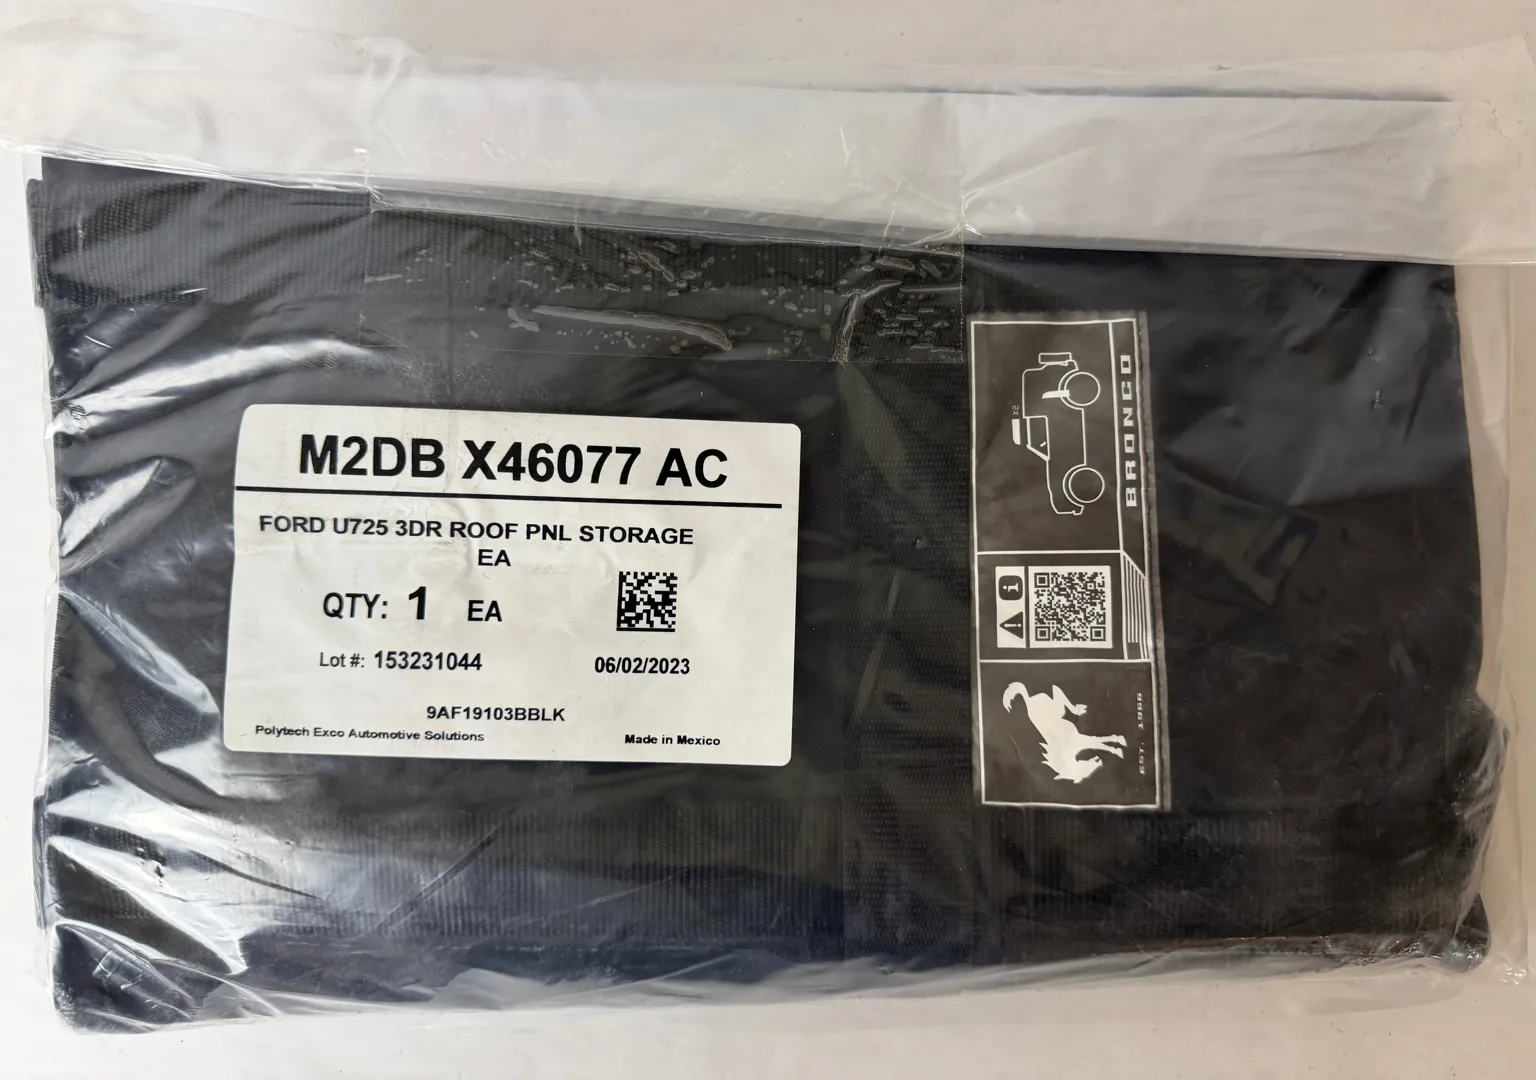 M2DB X46077 AC
FORD U725 3DR ROOF PNL STORAGE
EA
QTY: 1 EA
Lot #: 153231044
06/02/2023
9AF19103BBLK
Polytech Exco Automotive Solutions
Made in Mexico
BRONCO
X2
i
EST. 1966